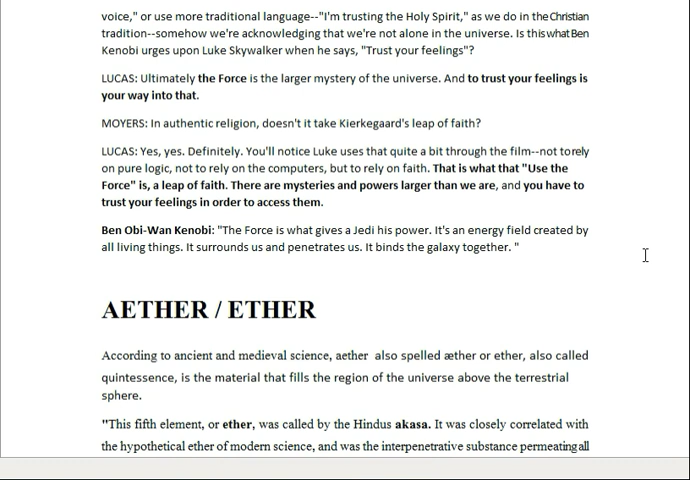 voice," or use more traditional language--"I'm trusting the Holy Spirit," as we do in the Christian
tradition--somehow we're acknowledging that we're not alone in the universe. Is this what Ben
Kenobi urges upon Luke Skywalker when he says, "Trust your feelings"?
LUCAS: Ultimately the Force is the larger mystery of the universe. And to trust your feelings is
your way into that.
MOYERS: In authentic religion, doesn't it take Kierkegaard's leap of faith?
LUCAS: Yes, yes. Definitely. You'll notice Luke uses that quite a bit through the film--not to rely
on pure logic, not to rely on the computers, but to rely on faith. That is what that "Use the
Force" is, a leap of faith. There are mysteries and powers larger than we are, and you have to
trust your feelings in order to access them.
Ben Obi-Wan Kenobi: "The Force is what gives a Jedi his power. It's an energy field created by
all living things. It surrounds us and penetrates us. It binds the galaxy together. "
AETHER / ETHER
According to ancient and medieval science, aether also spelled æther or ether, also called
quintessence, is the material that fills the region of the universe above the terrestrial
sphere.
"This fifth element, or ether, was called by the Hindus akasa. It was closely correlated with
the hypothetical ether of modern science, and was the interpenetrative substance permeating all